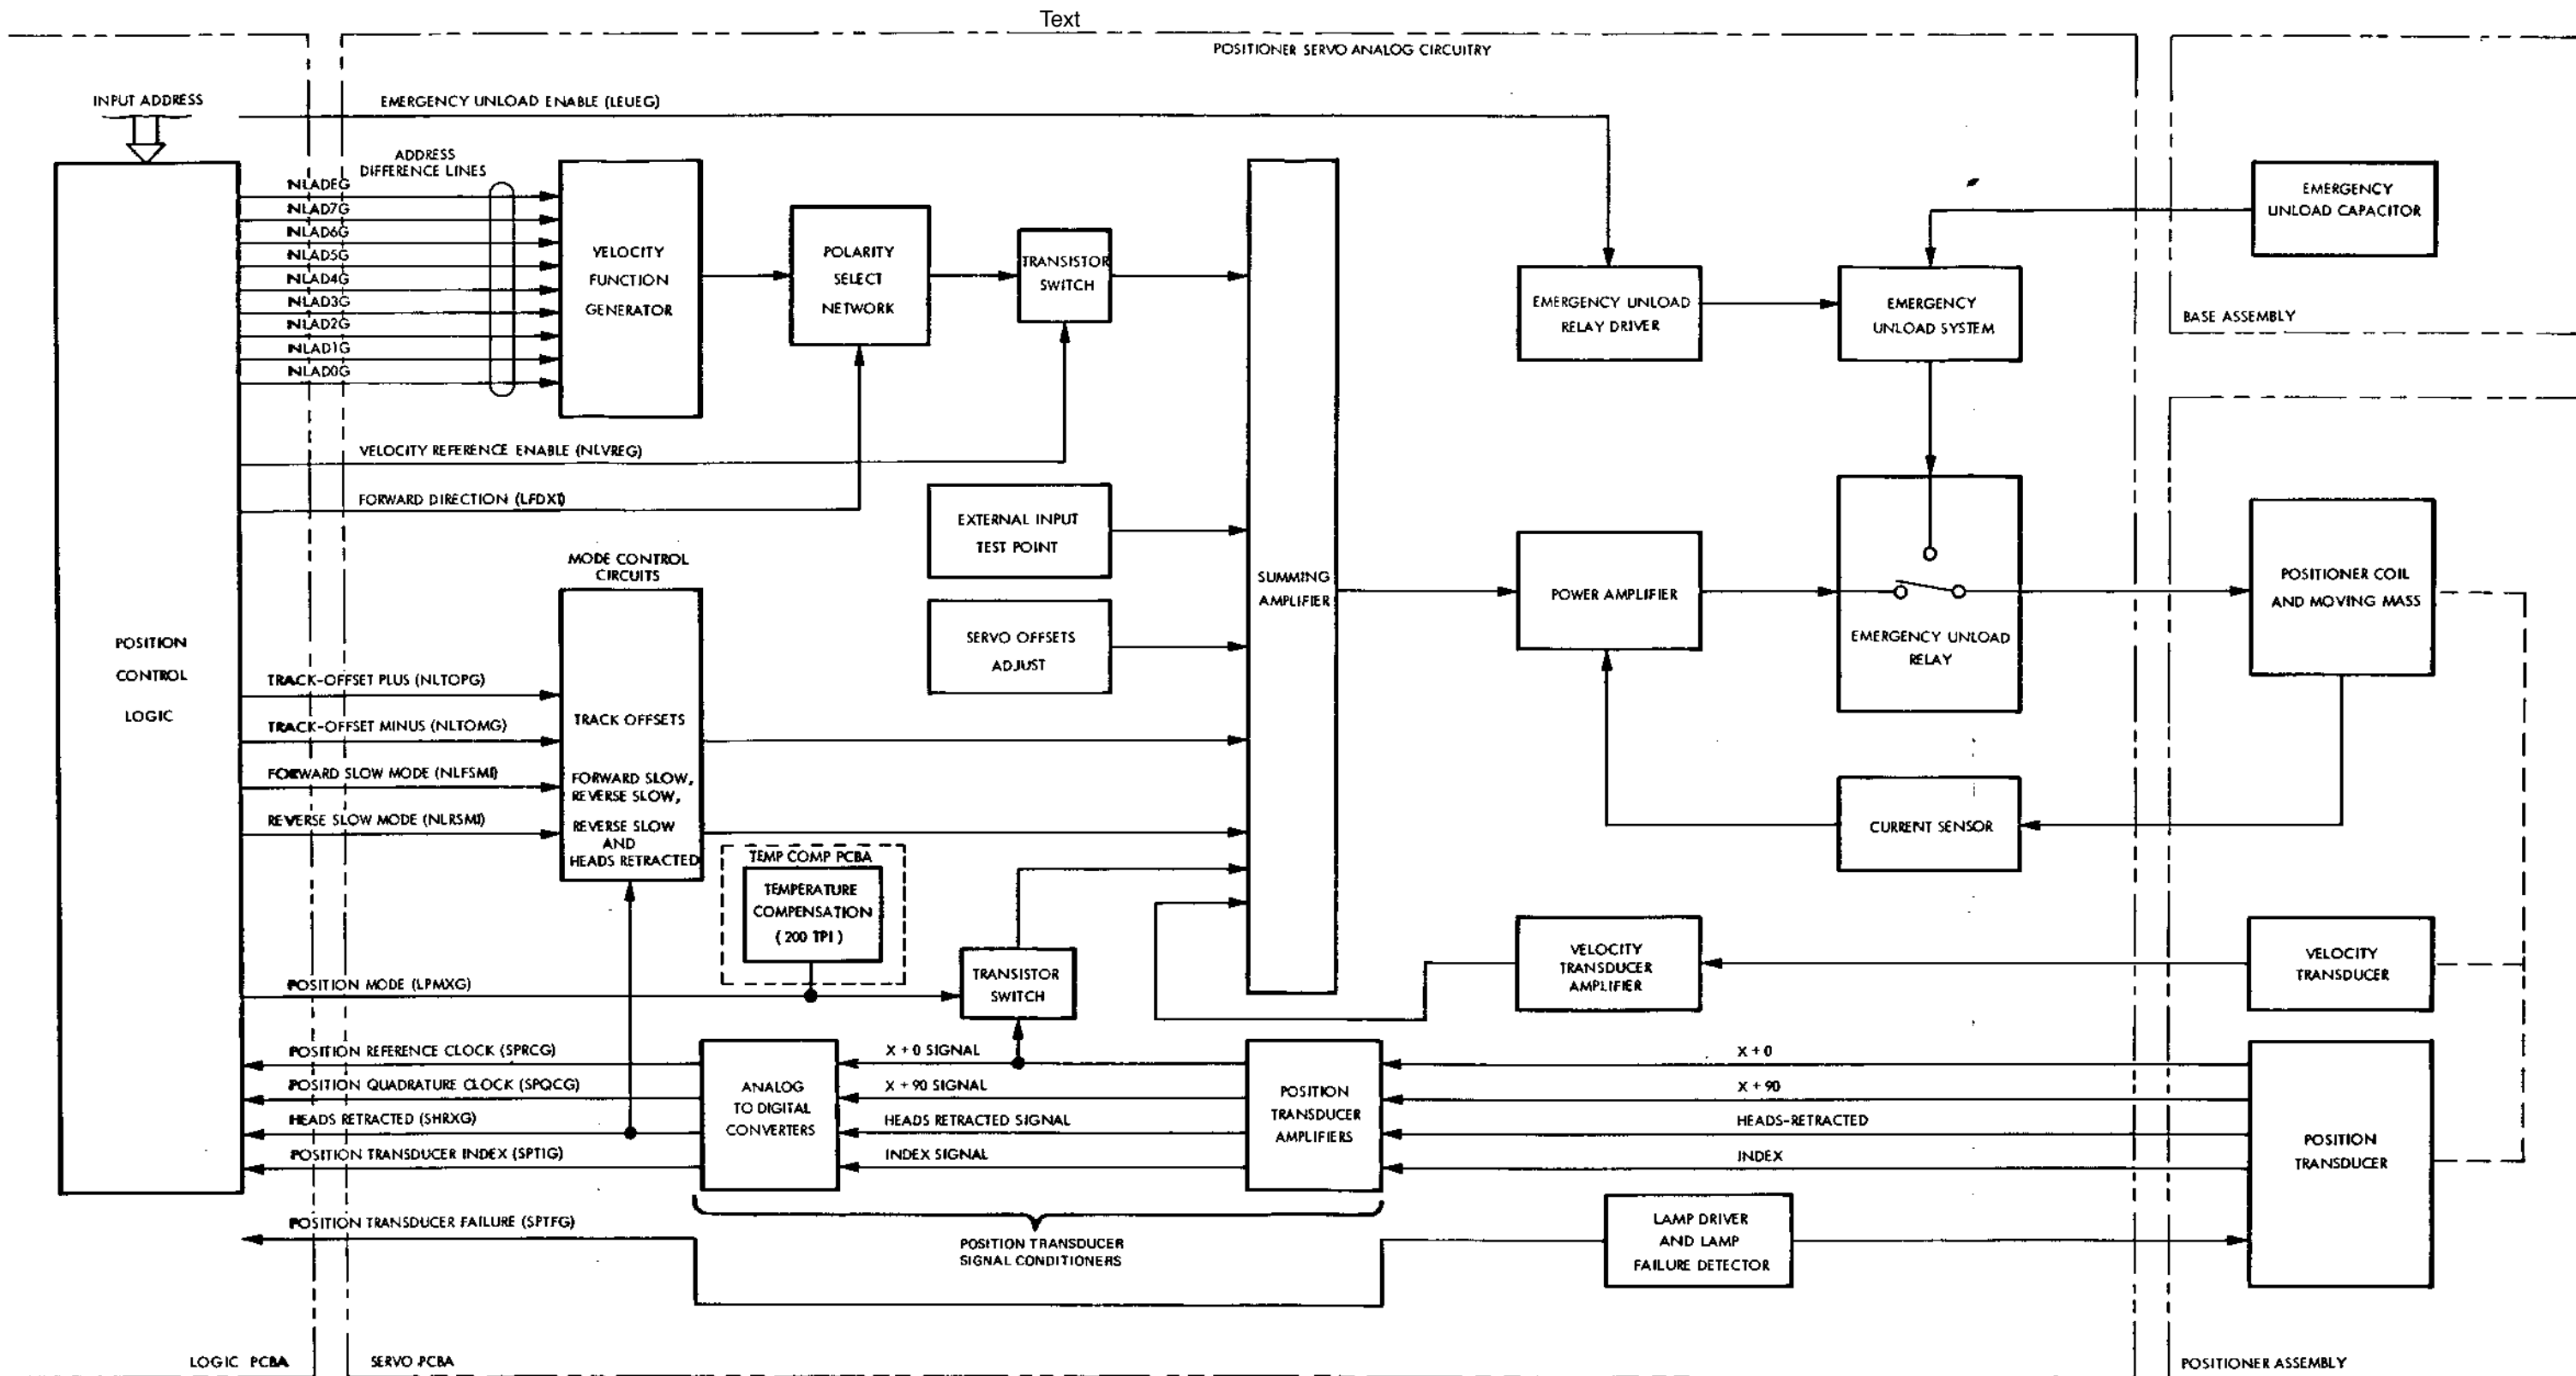 Text
POSITIONER SERVO ANALOG CIRCUITRY
INPUT ADDRESS
EMERGENCY UNLOAD ENABLE (LEUEG)
ADDRESS
DIFFERENCE LINES
NLADEG
NLAD7G
NLAD6G
NLAD5G
NLAD4G
NLAD3G
NLAD2G
NLAD1G
NLAD0G
VELOCITY
FUNCTION
GENERATOR
POLARITY
SELECT
NETWORK
TRANSISTOR
SWITCH
EMERGENCY UNLOAD
RELAY DRIVER
EMERGENCY
UNLOAD SYSTEM
EMERGENCY
UNLOAD CAPACITOR
BASE ASSEMBLY
VELOCITY REFERENCE ENABLE (NLVREG)
FORWARD DIRECTION (LFDXI)
EXTERNAL INPUT
TEST POINT
MODE CONTROL
CIRCUITS
SERVO OFFSETS
ADJUST
SUMMING
AMPLIFIER
POWER AMPLIFIER
EMERGENCY UNLOAD
RELAY
POSITIONER COIL
AND MOVING MASS
POSITION
CONTROL
LOGIC
TRACK-OFFSET PLUS (NLTOPG)
TRACK-OFFSET MINUS (NLTOMG)
FORWARD SLOW MODE (NLFSMI)
REVERSE SLOW MODE (NLRSMI)
TRACK OFFSETS
FORWARD SLOW,
REVERSE SLOW,
REVERSE SLOW
AND
HEADS RETRACTED
TEMP COMP PCBA
TEMPERATURE
COMPENSATION
( 200 TPI )
CURRENT SENSOR
TRANSISTOR
SWITCH
VELOCITY
TRANSDUCER
AMPLIFIER
VELOCITY
TRANSDUCER
POSITION MODE (LPMXG)
POSITION REFERENCE CLOCK (SPRCG)
POSITION QUADRATURE CLOCK (SPQCG)
HEADS RETRACTED (SHRXG)
POSITION TRANSDUCER INDEX (SPTIG)
ANALOG
TO DIGITAL
CONVERTERS
X + 0 SIGNAL
X + 90 SIGNAL
HEADS RETRACTED SIGNAL
INDEX SIGNAL
POSITION
TRANSDUCER
AMPLIFIERS
X + 0
X + 90
HEADS-RETRACTED
INDEX
POSITION
TRANSDUCER
POSITION TRANSDUCER FAILURE (SPTFG)
POSITION TRANSDUCER
SIGNAL CONDITIONERS
LAMP DRIVER
AND LAMP
FAILURE DETECTOR
LOGIC PCBA
SERVO PCBA
POSITIONER ASSEMBLY